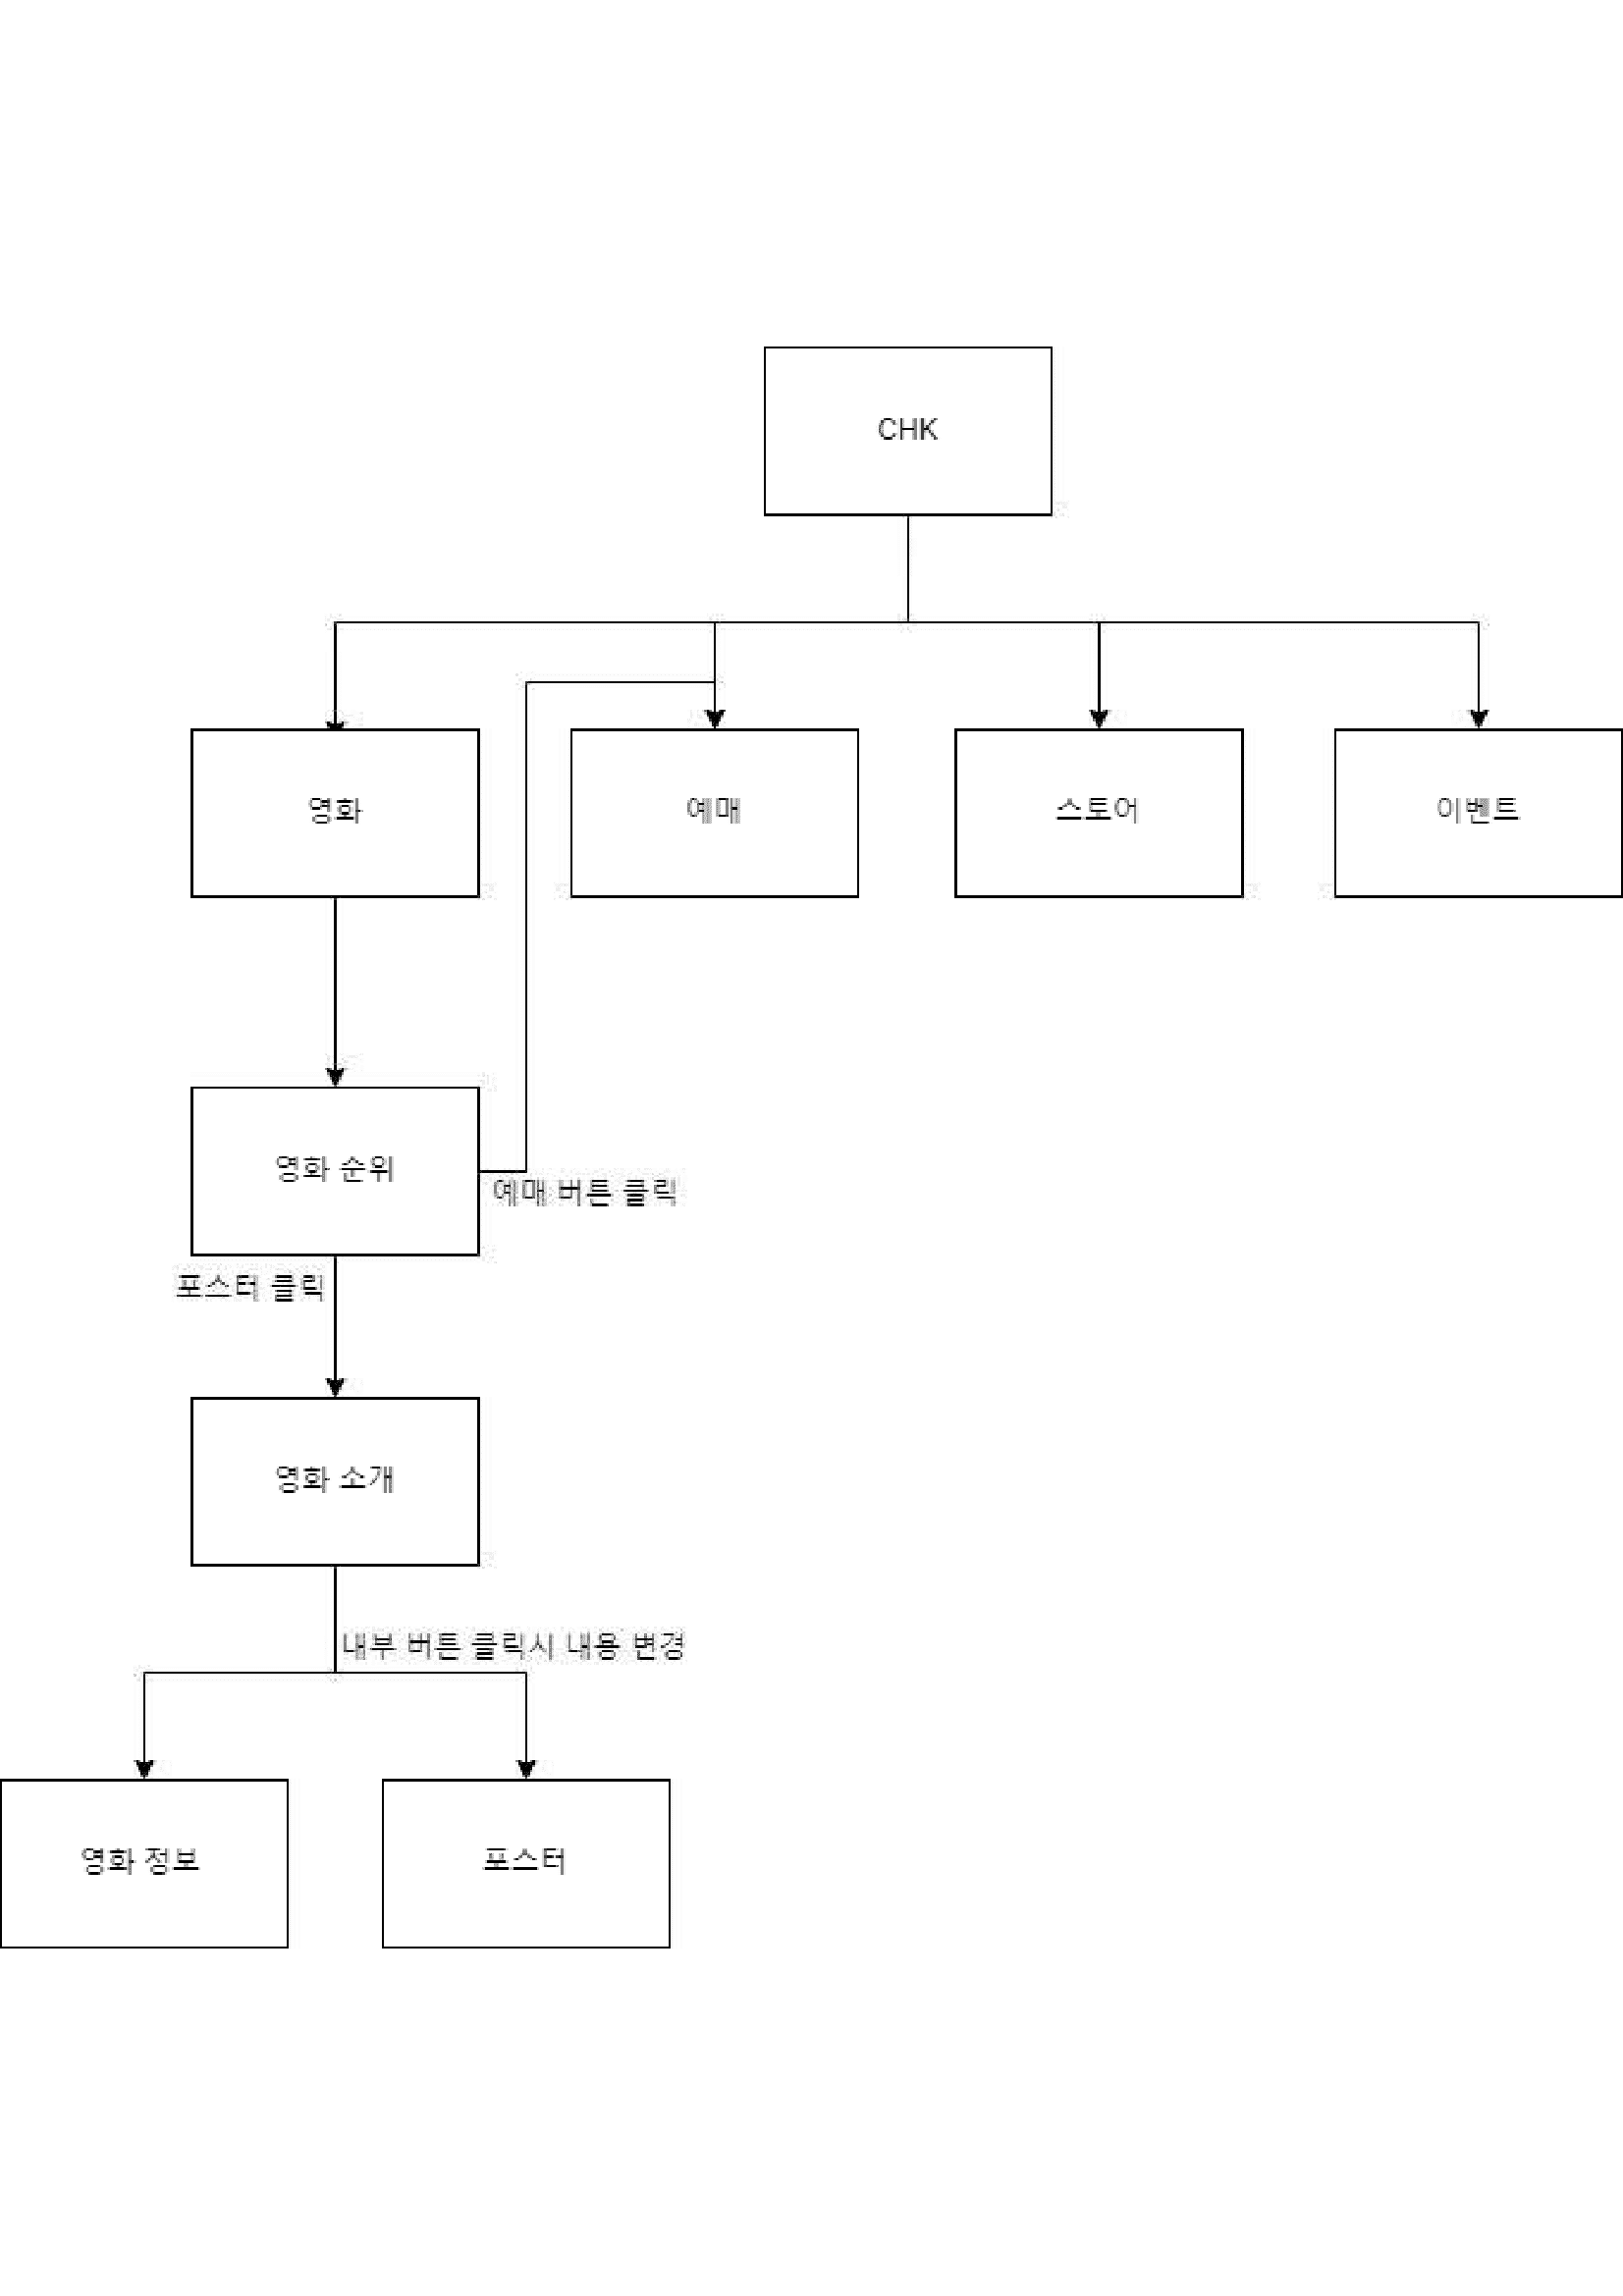 CHK
영화
예매
스토어
이벤트
영화 순위
예매 버튼 클릭
포스터 클릭
영화 소개
내부 버튼 클릭시 내용 변경
영화 정보
포스터